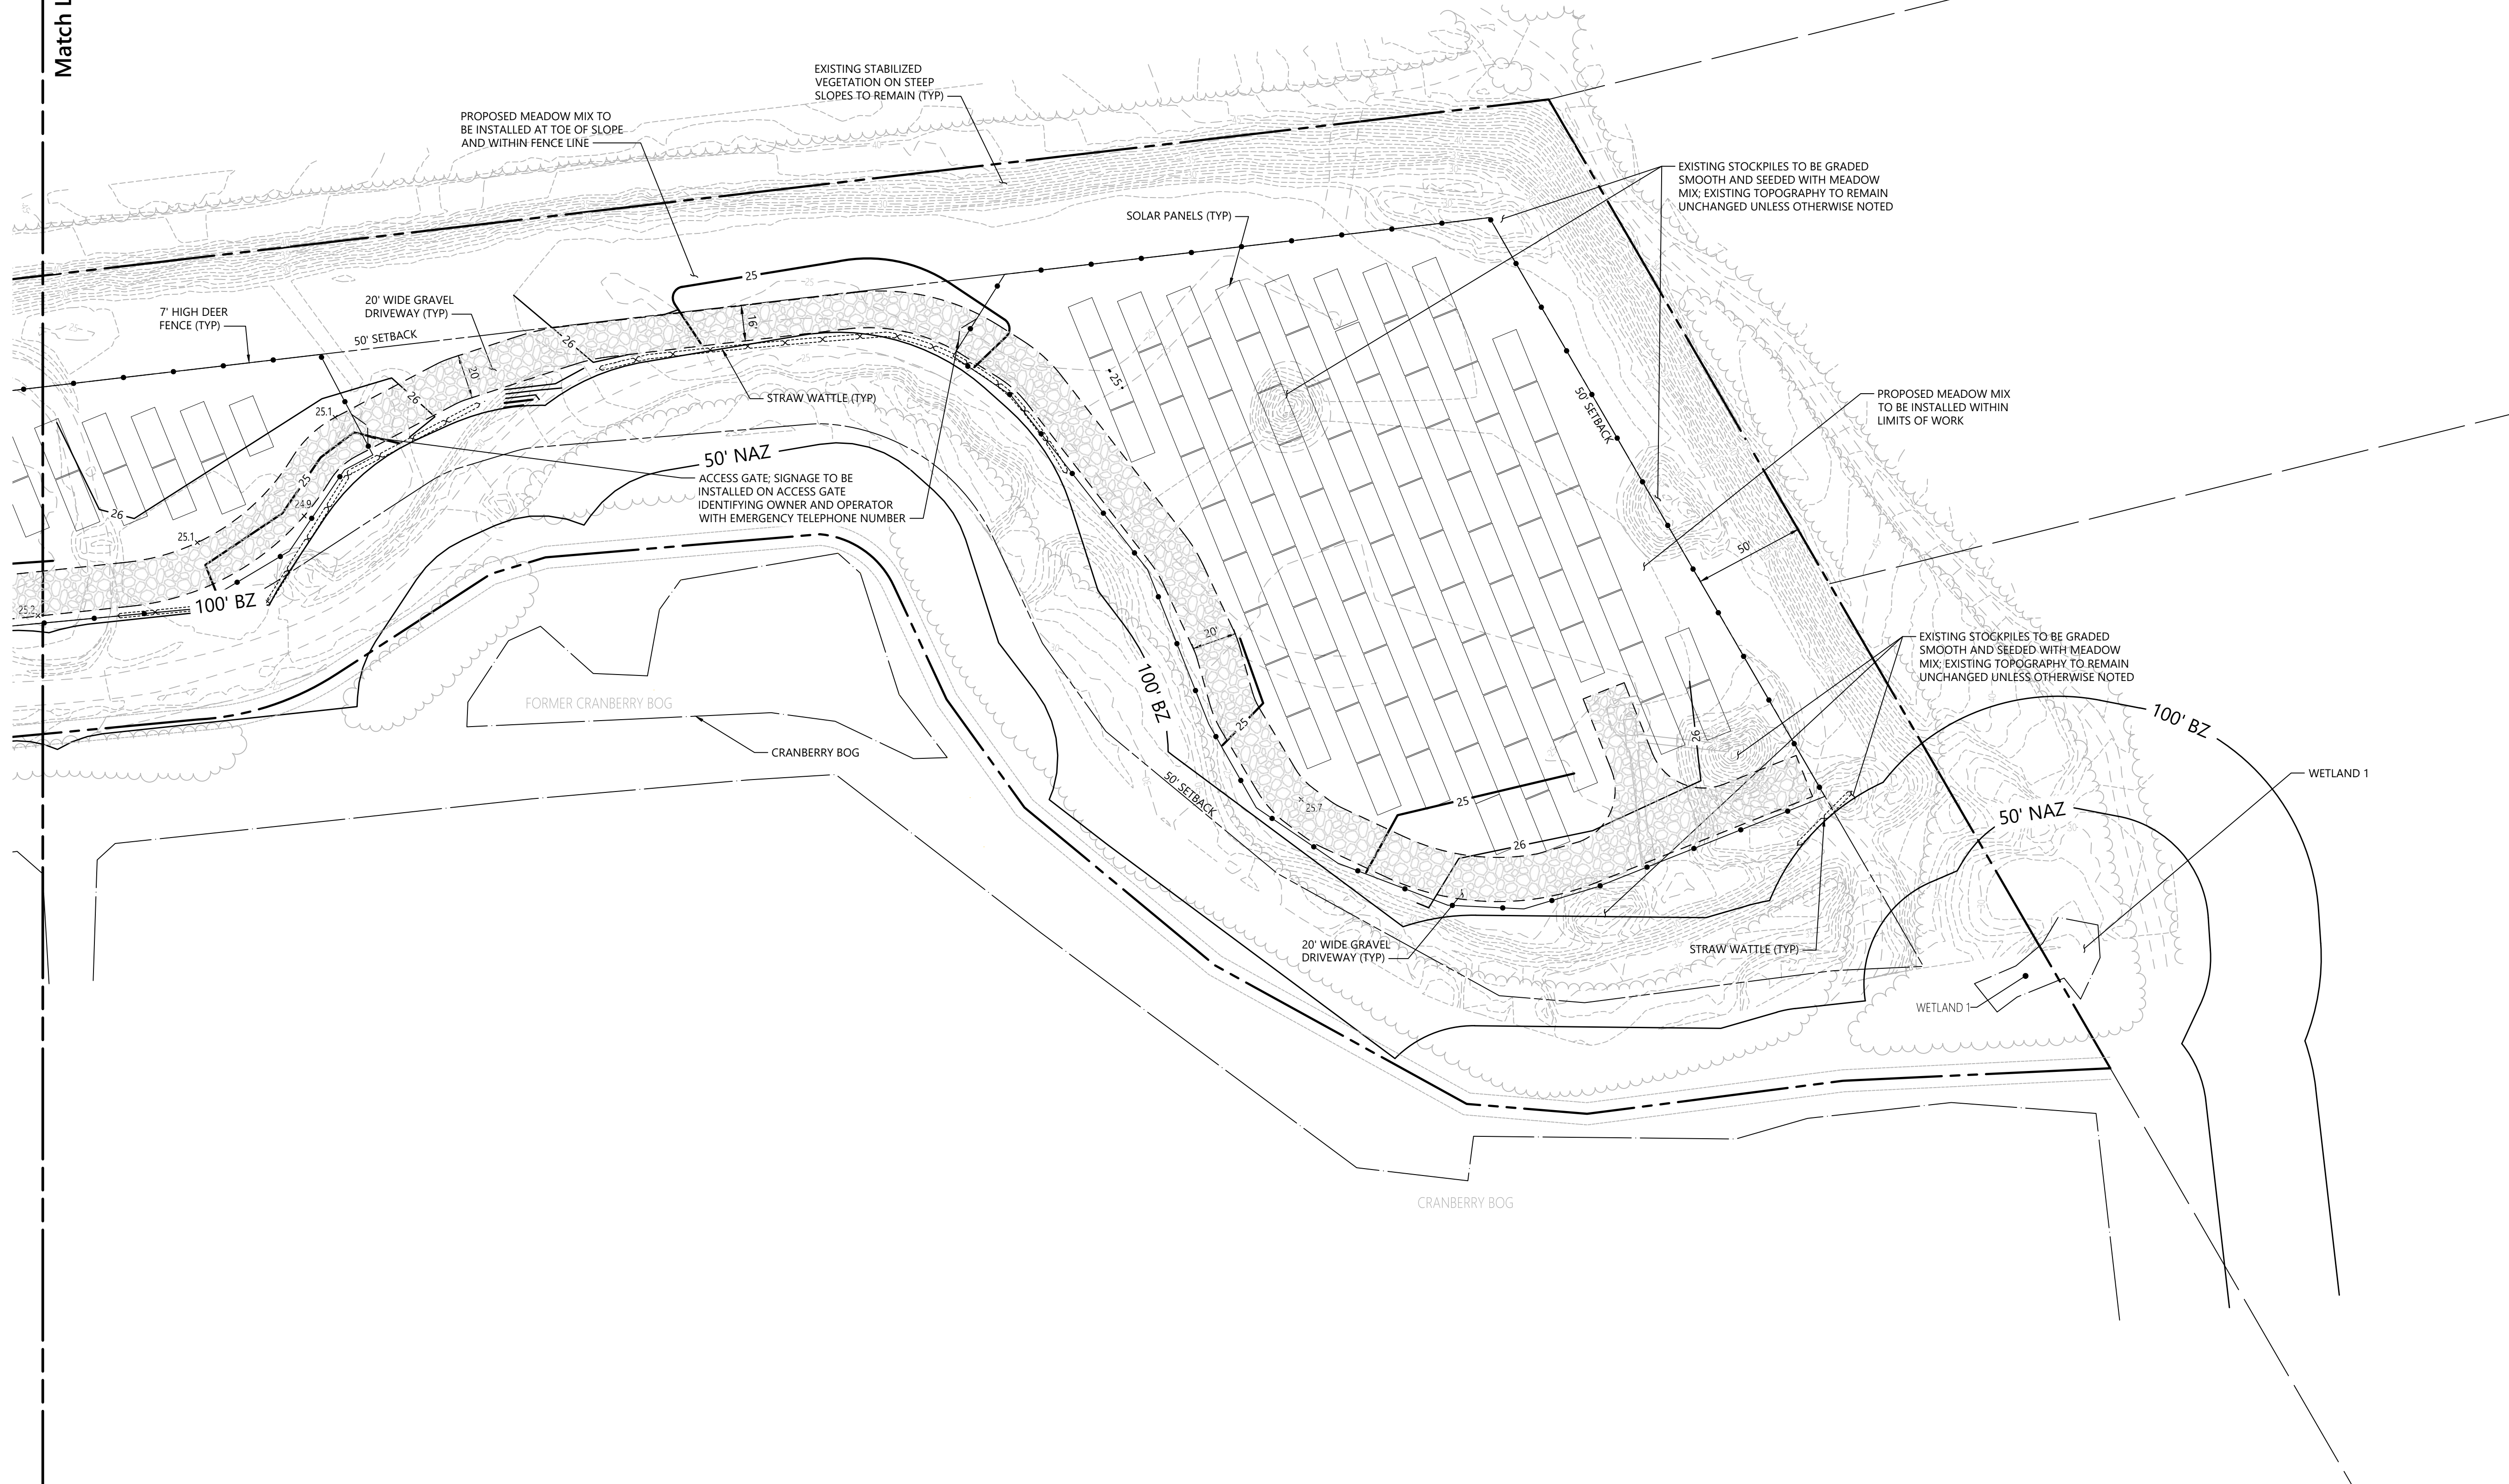 Match L
EXISTING STABILIZED
VEGETATION ON STEEP
SLOPES TO REMAIN (TYP)
PROPOSED MEADOW MIX TO
BE INSTALLED AT TOE OF SLOPE
AND WITHIN FENCE LINE
EXISTING STOCKPILES TO BE GRADED
SMOOTH AND SEEDED WITH MEADOW
MIX; EXISTING TOPOGRAPHY TO REMAIN
UNCHANGED UNLESS OTHERWISE NOTED
SOLAR PANELS (TYP)
25
20' WIDE GRAVEL
DRIVEWAY (TYP)
7' HIGH DEER
FENCE (TYP)
50' SETBACK
16'
26
20'
25
26
25.1
STRAW WATTLE (TYP)
50' SETBACK
PROPOSED MEADOW MIX
TO BE INSTALLED WITHIN
LIMITS OF WORK
50' NAZ
ACCESS GATE; SIGNAGE TO BE
INSTALLED ON ACCESS GATE
IDENTIFYING OWNER AND OPERATOR
WITH EMERGENCY TELEPHONE NUMBER
25
24.9
26
25.1
50'
100' BZ
25.2
20'
EXISTING STOCKPILES TO BE GRADED
SMOOTH AND SEEDED WITH MEADOW
MIX; EXISTING TOPOGRAPHY TO REMAIN
UNCHANGED UNLESS OTHERWISE NOTED
100' BZ
FORMER CRANBERRY BOG
100' BZ
25
26
CRANBERRY BOG
WETLAND 1
50' SETBACK
25
25.7
50' NAZ
26
20' WIDE GRAVEL
DRIVEWAY (TYP)
STRAW WATTLE (TYP)
WETLAND 1
CRANBERRY BOG